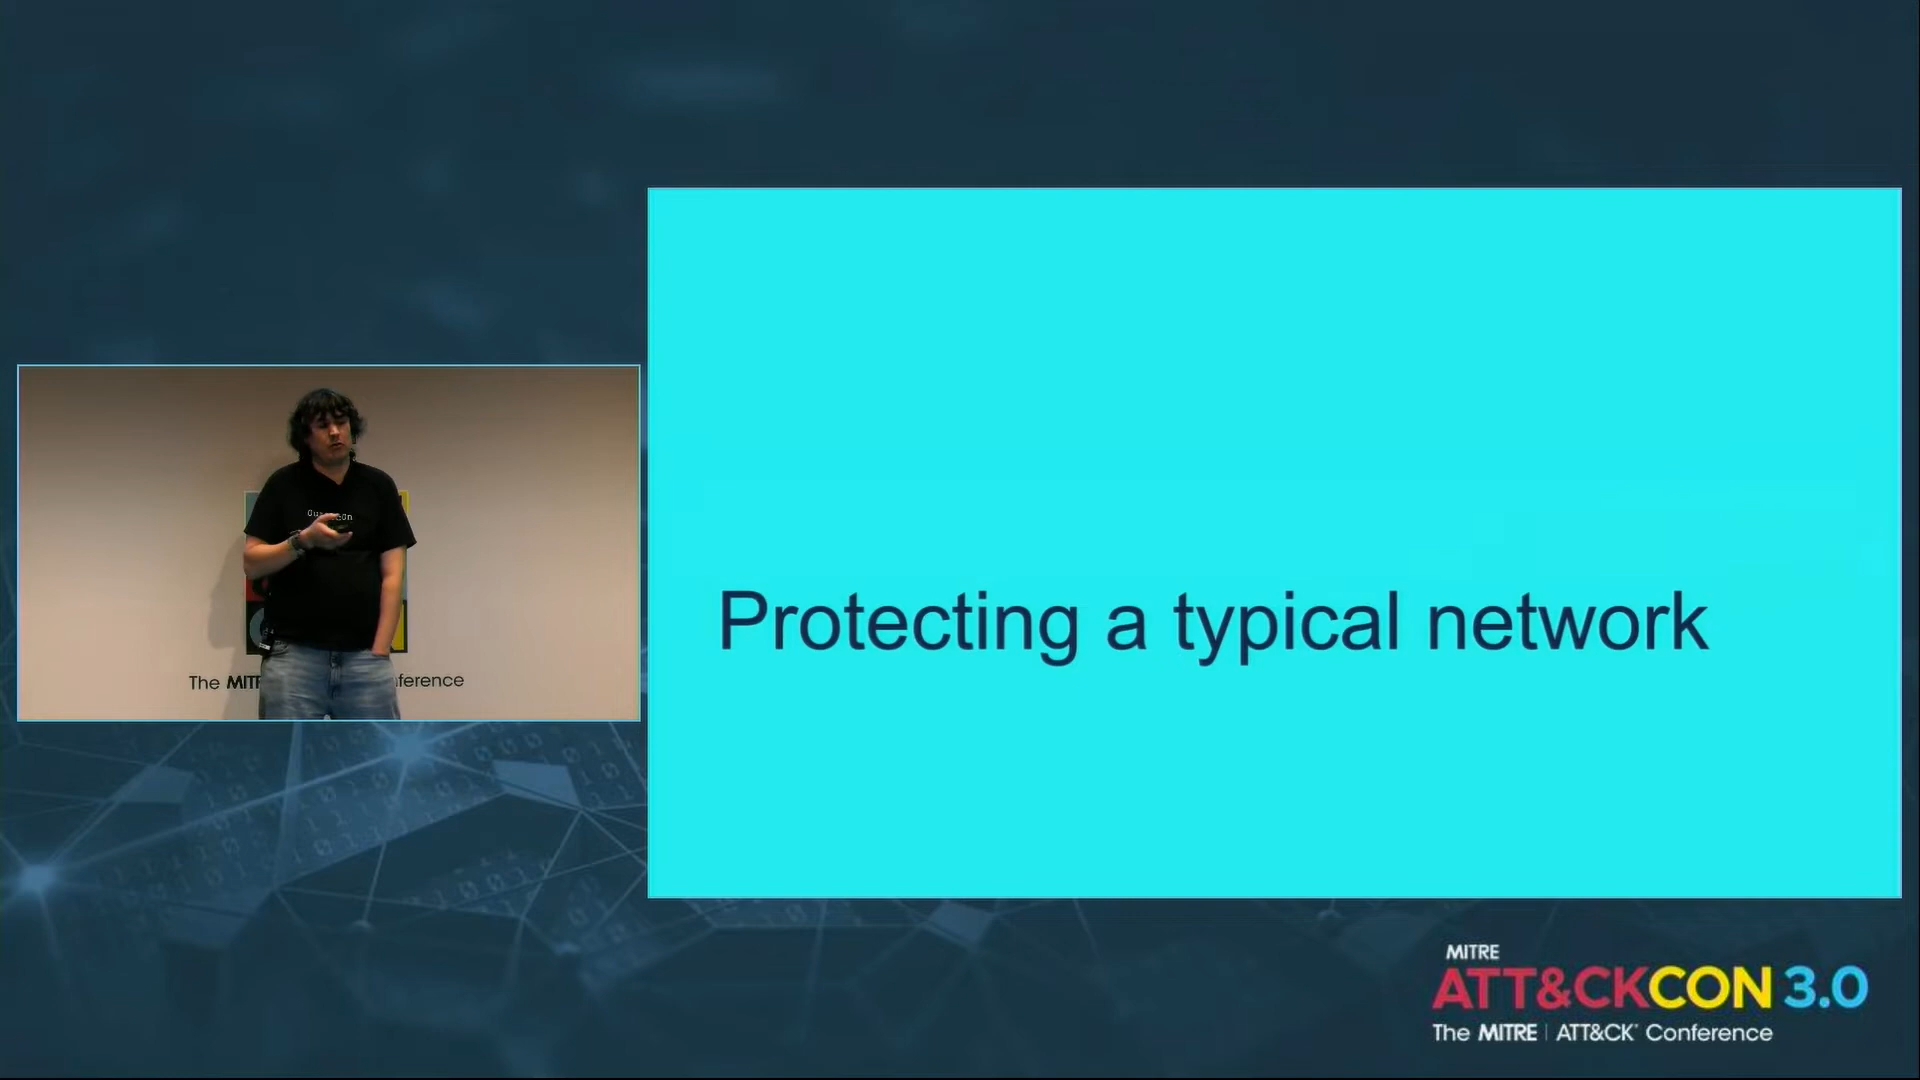 Protecting a typical network
The MIT
ference
MITRE
ATT&CKCON 3.0
The MITRE | ATT&CK® Conference